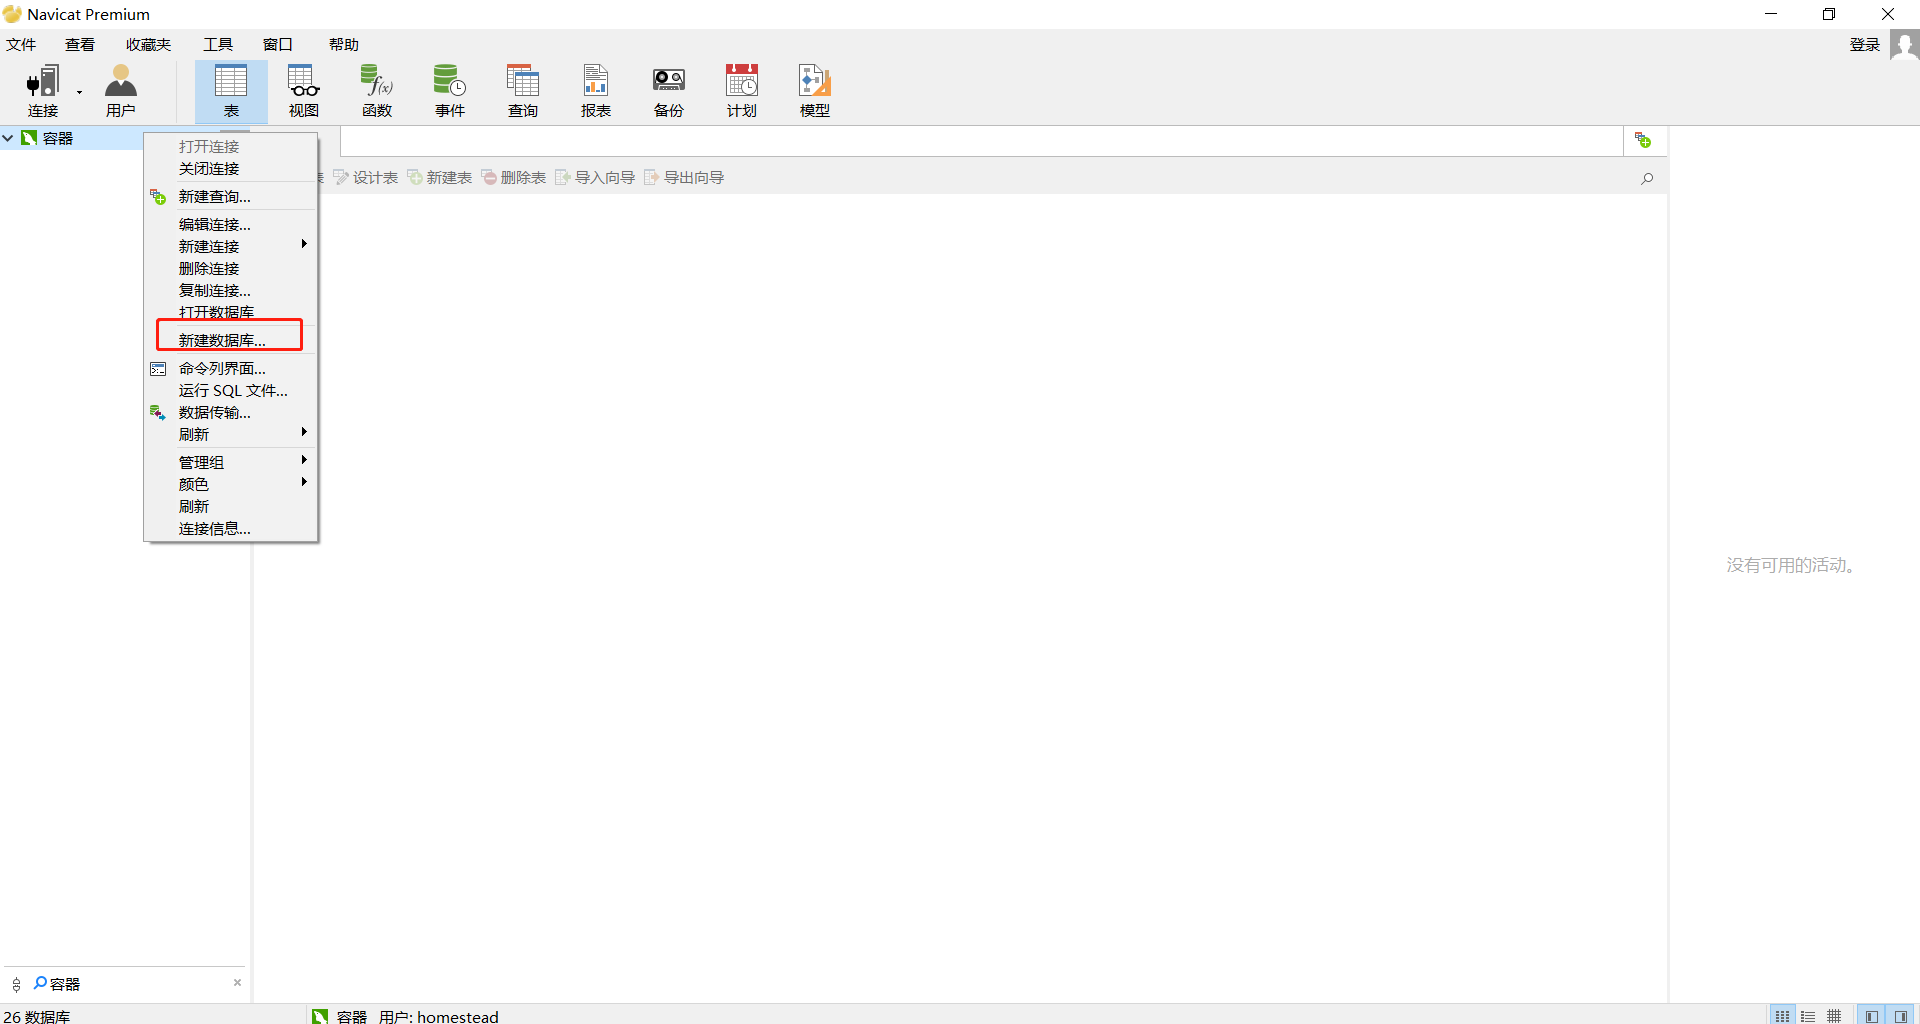 Navicat Premium
文件 查看 收藏夹 工具 窗口 帮助 登录
连接 用户 表 视图 函数 事件 查询 报表 备份 计划 模型
容器
表 设计表 新建表 删除表 导入向导 导出向导
打开连接
关闭连接
新建查询...
编辑连接...
新建连接
删除连接
复制连接...
打开数据库
新建数据库...
命令列界面...
运行 SQL 文件...
数据传输...
刷新
管理组
颜色
刷新
连接信息...
没有可用的活动。
容器
26 数据库 容器 用户: homestead